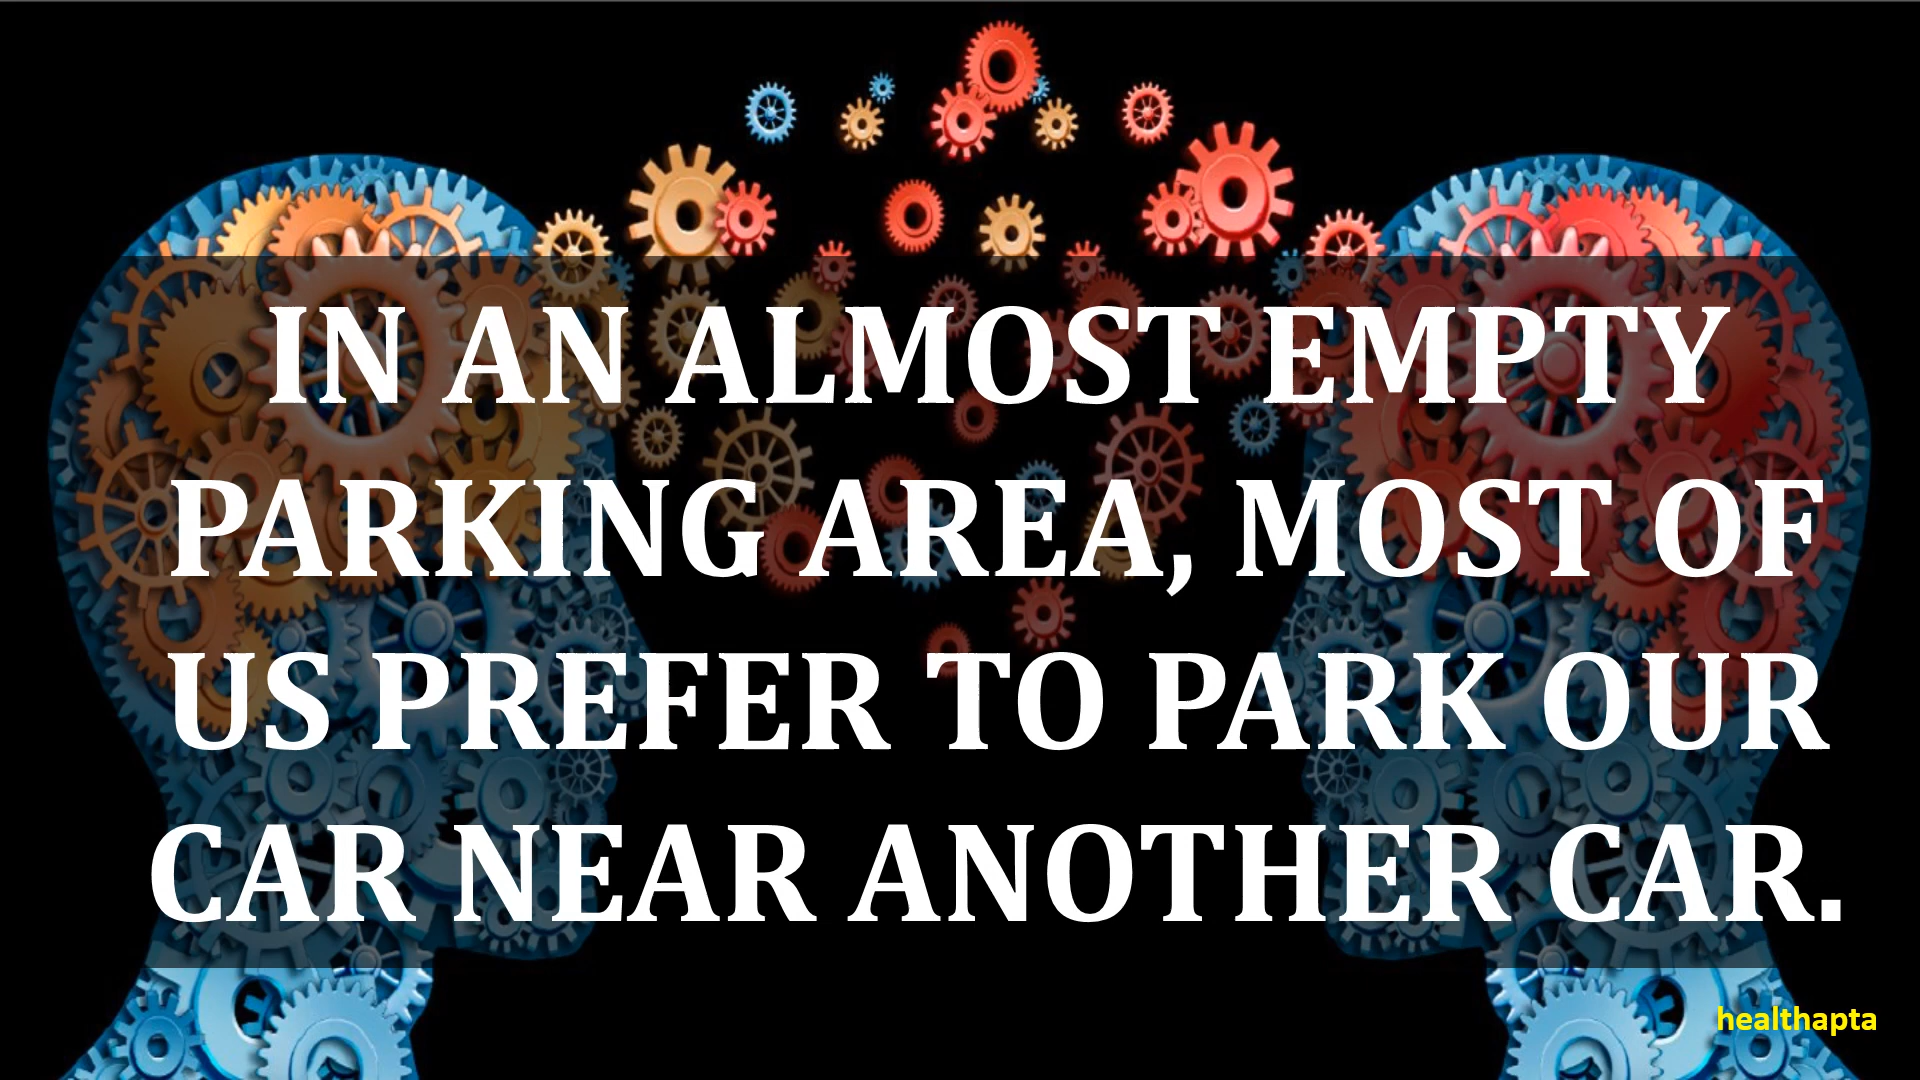 IN AN ALMOST EMPTY
PARKING AREA, MOST OF
US PREFER TO PARK OUR
CAR NEAR ANOTHER CAR.
healthapta